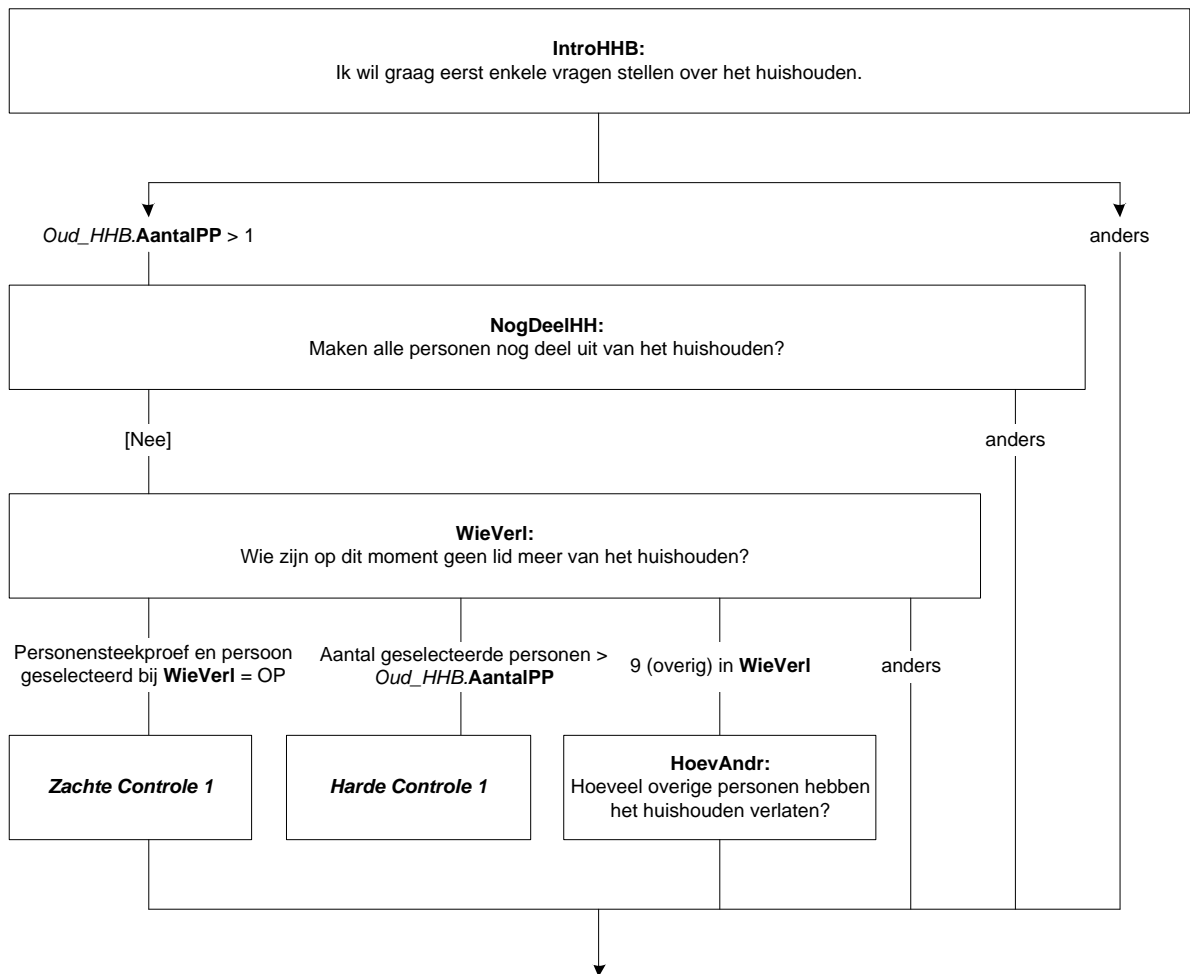 IntroHHB:
Ik wil graag eerst enkele vragen stellen over het huishouden.
Oud_HHB.AantalPP > 1
anders
NogDeelHH:
Maken alle personen nog deel uit van het huishouden?
[Nee]
anders
WieVerl:
Wie zijn op dit moment geen lid meer van het huishouden?
Personensteekproef en persoon
geselecteerd bij WieVerl = OP
Aantal geselecteerde personen >
Oud_HHB.AantalPP
9 (overig) in WieVerl
anders
Zachte Controle 1
Harde Controle 1
HoevAndr:
Hoeveel overige personen hebben
het huishouden verlaten?